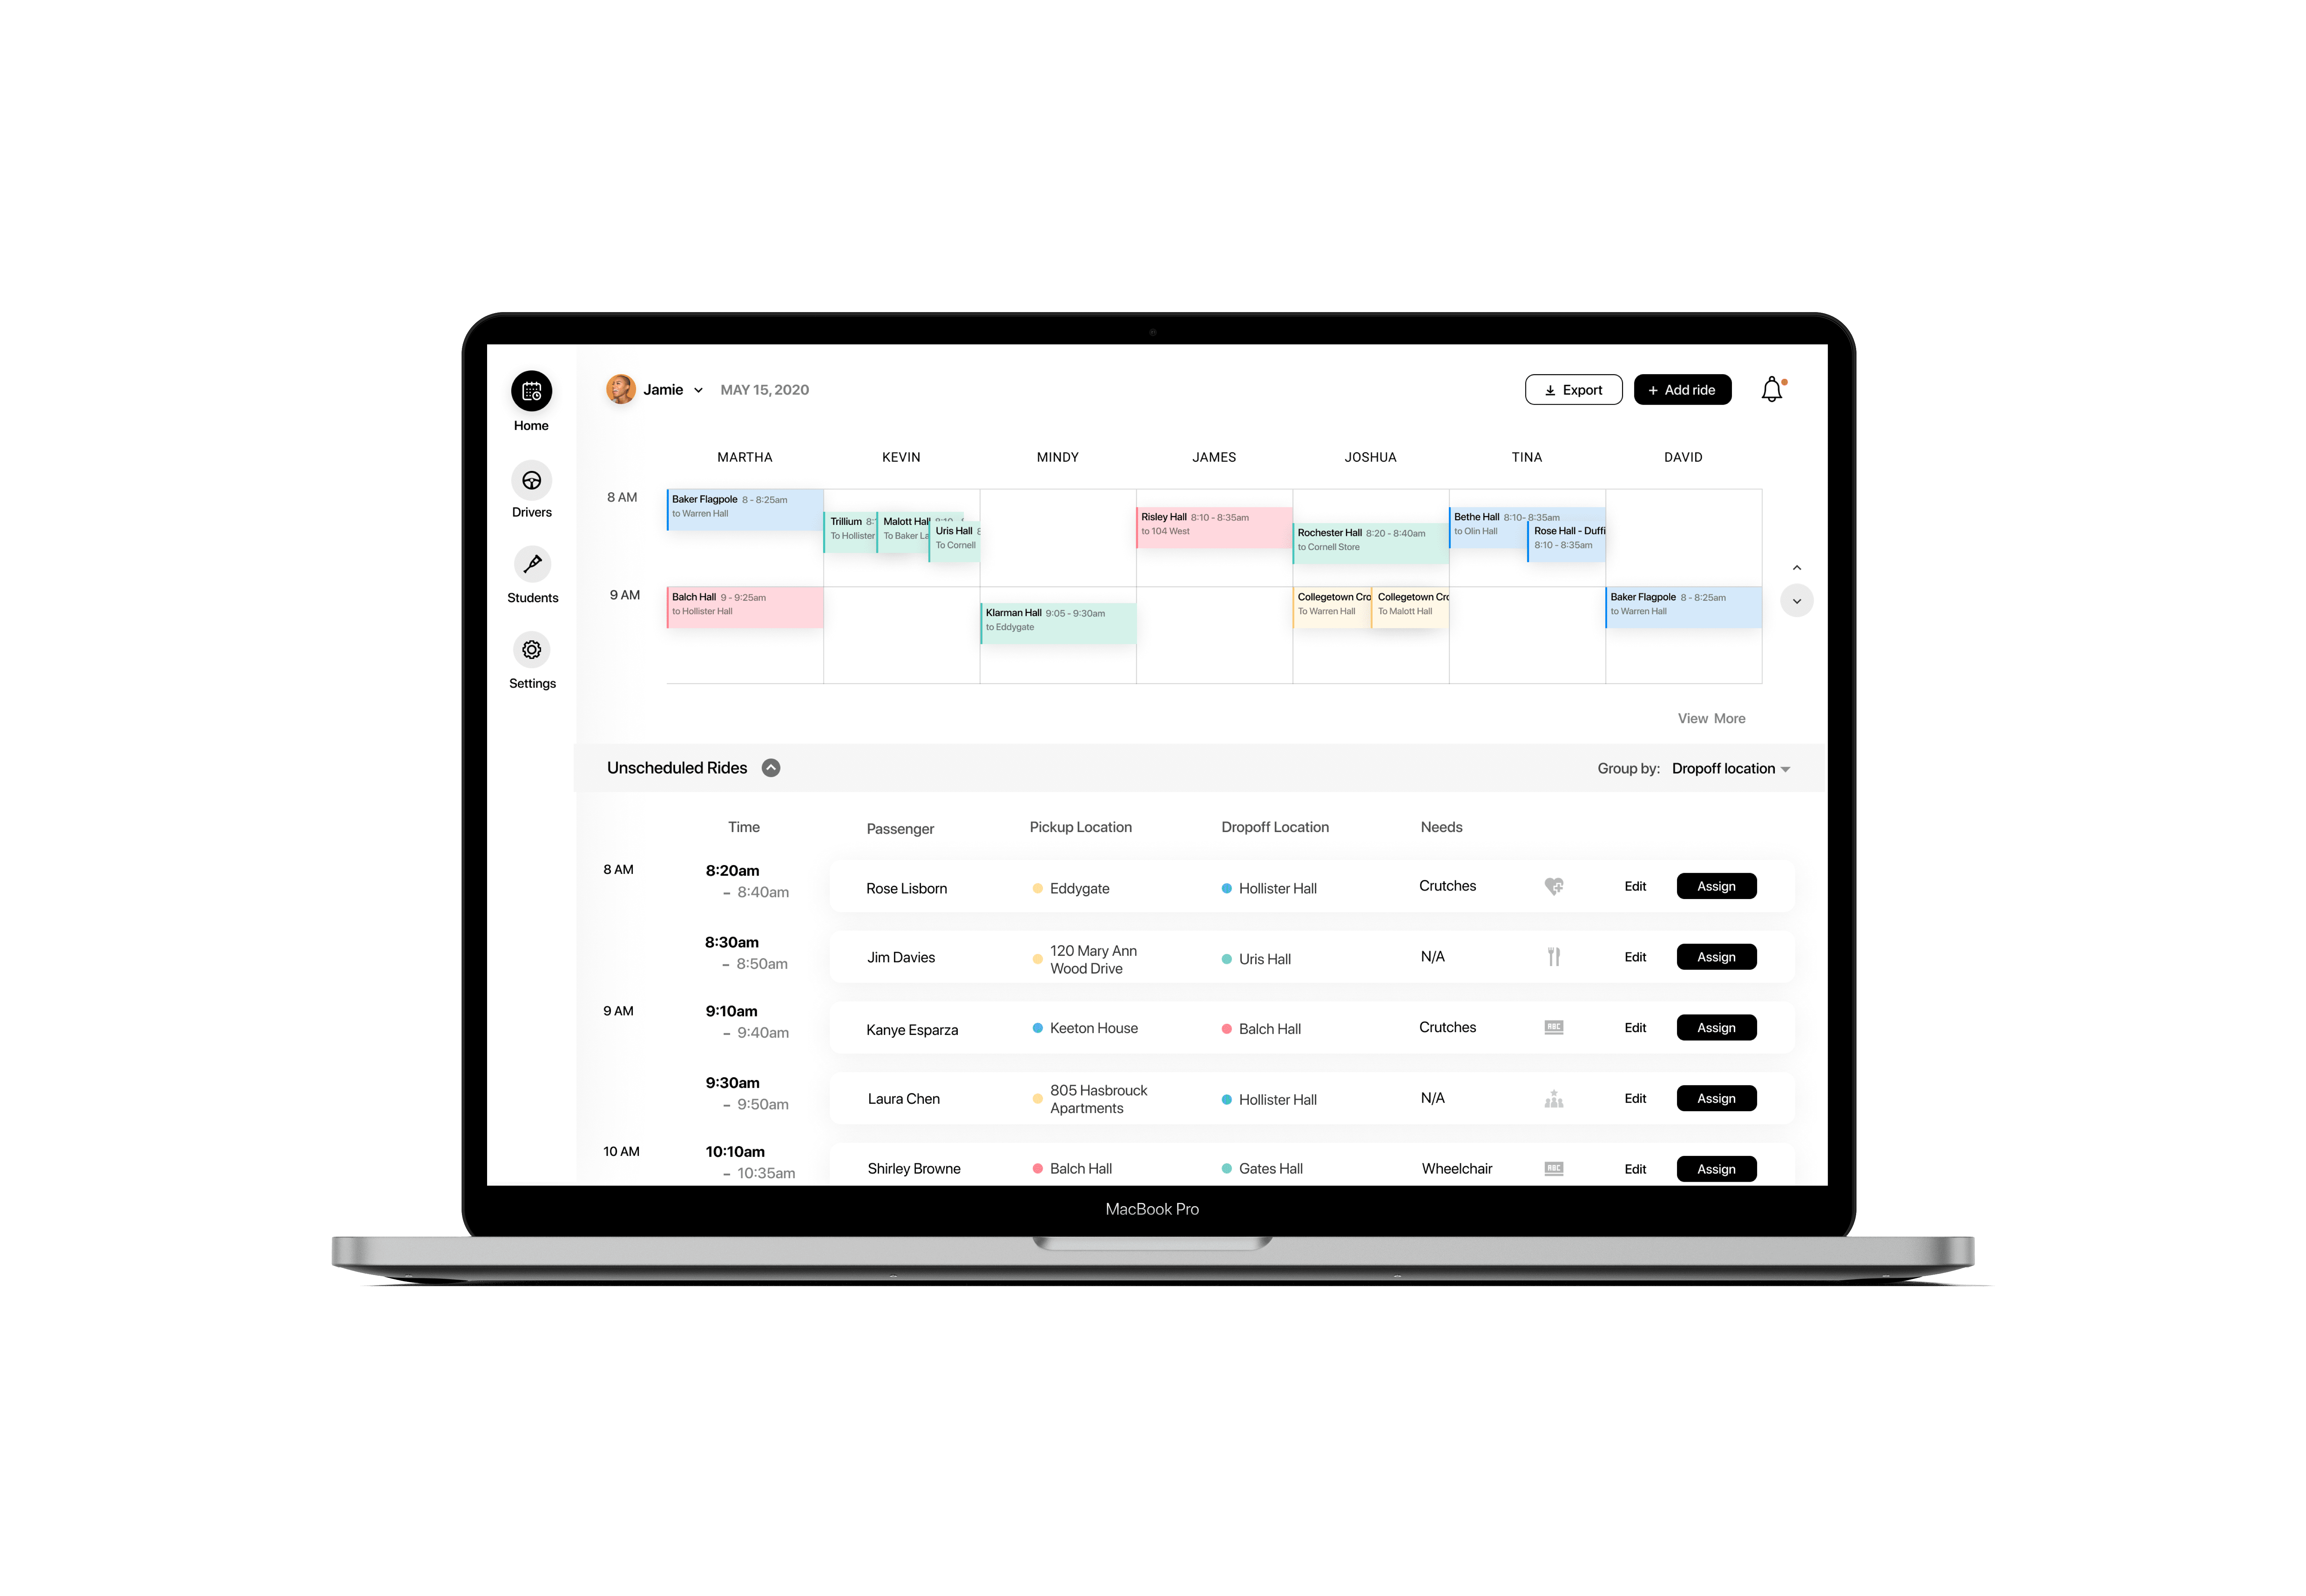 Jamie
MAY 15, 2020
Export
+ Add ride
Home
Drivers
Students
Settings
MARTHA
KEVIN
MINDY
JAMES
JOSHUA
TINA
DAVID
8 AM
Baker Flagpole 8 - 8:25am
to Warren Hall
Trillium
To Hollister
Malott Hall
To Baker
Uris Hall
To Cornell
Risley Hall 8:10 - 8:35am
to 104 West
Rochester Hall 8:20 - 8:40am
to Cornell Store
Bethe Hall 8:10- 8:35am
to Olin Hall
Rose Hall - Duffi
8:10 - 8:35am
9 AM
Balch Hall 9 - 9:25am
to Hollister Hall
Klarman Hall 9:05 - 9:30am
to Eddygate
Collegetown Cro
To Warren Hall
Collegetown Cro
To Malott Hall
Baker Flagpole 8 - 8:25am
to Warren Hall
View More
Unscheduled Rides
Group by: Dropoff location
Time Passenger Pickup Location Dropoff Location Needs
8 AM
8:20am
- 8:40am
Rose Lisborn
Eddygate
Hollister Hall
Crutches
Edit
Assign
8:30am
- 8:50am
Jim Davies
120 Mary Ann
Wood Drive
Uris Hall
N/A
Edit
Assign
9 AM
9:10am
- 9:40am
Kanye Esparza
Keeton House
Balch Hall
Crutches
ABC
Edit
Assign
9:30am
- 9:50am
Laura Chen
805 Hasbrouck
Apartments
Hollister Hall
N/A
Edit
Assign
10 AM
10:10am
- 10:35am
Shirley Browne
Balch Hall
Gates Hall
Wheelchair
ABC
Edit
Assign
MacBook Pro